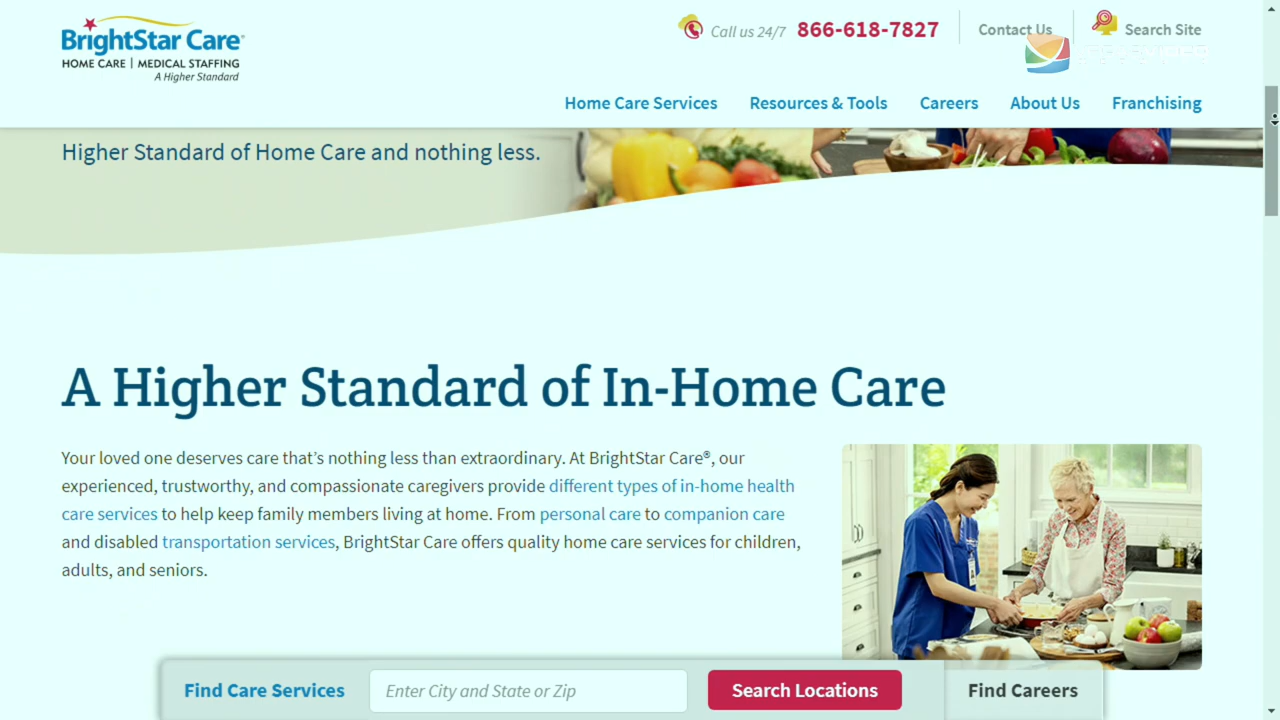 BrightStar Care
HOME CARE | MEDICAL STAFFING
A Higher Standard
Call us 24/7 866-618-7827
Contact Us
Search Site
Home Care Services Resources & Tools Careers About Us Franchising
Higher Standard of Home Care and nothing less.
A Higher Standard of In-Home Care
Your loved one deserves care that’s nothing less than extraordinary. At BrightStar Care®, our
experienced, trustworthy, and compassionate caregivers provide different types of in-home health
care services to help keep family members living at home. From personal care to companion care
and disabled transportation services, BrightStar Care offers quality home care services for children,
adults, and seniors.
Find Care Services Enter City and State or Zip Search Locations Find Careers